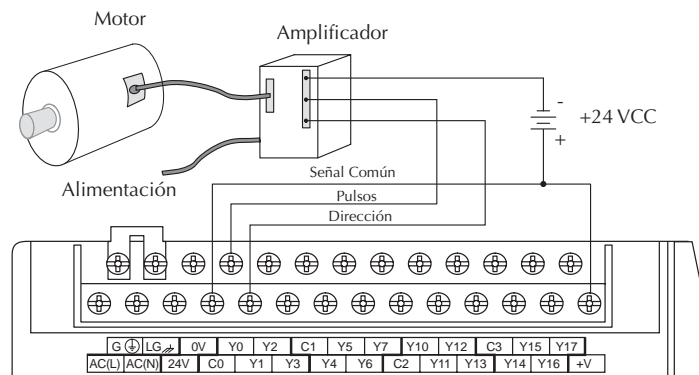 Motor
Amplificador
-
+24 VCC
+
Alimentación
Señal Común
Pulsos
Dirección
G LG 0V Y0 Y2 C1 Y5 Y7 Y10 Y12 C3 Y15 Y17
AC(L) AC(N) 24V C0 Y1 Y3 Y4 Y6 C2 Y11 Y13 Y14 Y16 +V